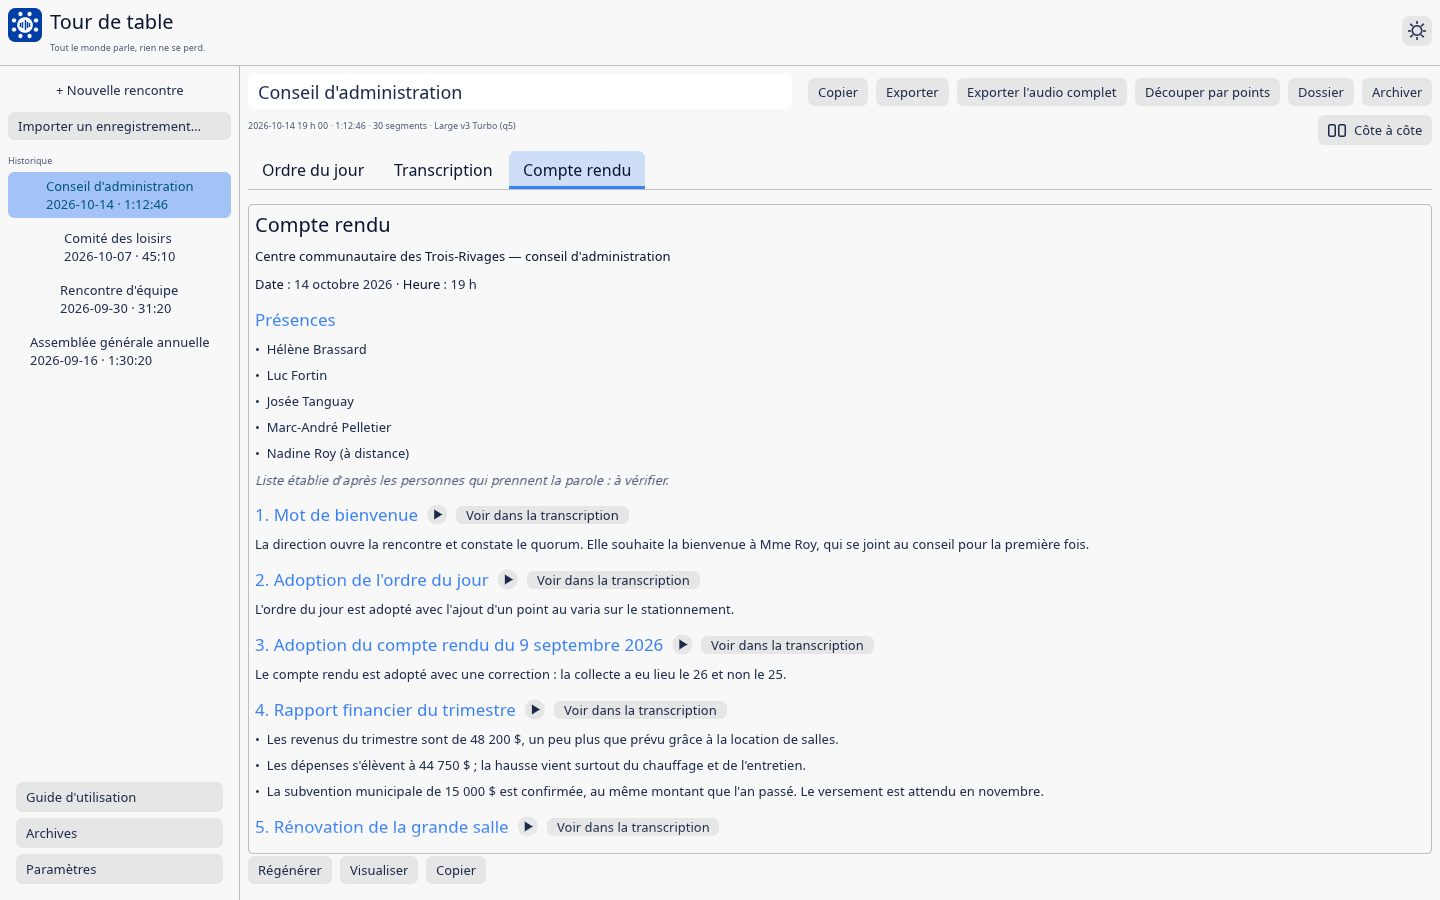 Tour de table
Tout le monde parle, rien ne se perd.
+ Nouvelle rencontre
Importer un enregistrement...
Historique
Conseil d'administration
2026-10-14 · 1:12:46
Comité des loisirs
2026-10-07 · 45:10
Rencontre d'équipe
2026-09-30 · 31:20
Assemblée générale annuelle
2026-09-16 · 1:30:20
Guide d'utilisation
Archives
Paramètres
Conseil d'administration
Copier Exporter Exporter l'audio complet Découper par points Dossier Archiver
2026-10-14 19 h 00 · 1:12:46 · 30 segments · Large v3 Turbo (q5)
Côte à côte
Ordre du jour Transcription Compte rendu
Compte rendu
Centre communautaire des Trois-Rivages — conseil d'administration
Date : 14 octobre 2026 · Heure : 19 h
Présences
• Hélène Brassard
• Luc Fortin
• Josée Tanguay
• Marc-André Pelletier
• Nadine Roy (à distance)
Liste établie d'après les personnes qui prennent la parole : à vérifier.
1. Mot de bienvenue Voir dans la transcription
La direction ouvre la rencontre et constate le quorum. Elle souhaite la bienvenue à Mme Roy, qui se joint au conseil pour la première fois.
2. Adoption de l'ordre du jour Voir dans la transcription
L'ordre du jour est adopté avec l'ajout d'un point au varia sur le stationnement.
3. Adoption du compte rendu du 9 septembre 2026 Voir dans la transcription
Le compte rendu est adopté avec une correction : la collecte a eu lieu le 26 et non le 25.
4. Rapport financier du trimestre Voir dans la transcription
• Les revenus du trimestre sont de 48 200 $, un peu plus que prévu grâce à la location de salles.
• Les dépenses s'élèvent à 44 750 $ ; la hausse vient surtout du chauffage et de l'entretien.
• La subvention municipale de 15 000 $ est confirmée, au même montant que l'an passé. Le versement est attendu en novembre.
5. Rénovation de la grande salle Voir dans la transcription
Régénérer Visualiser Copier